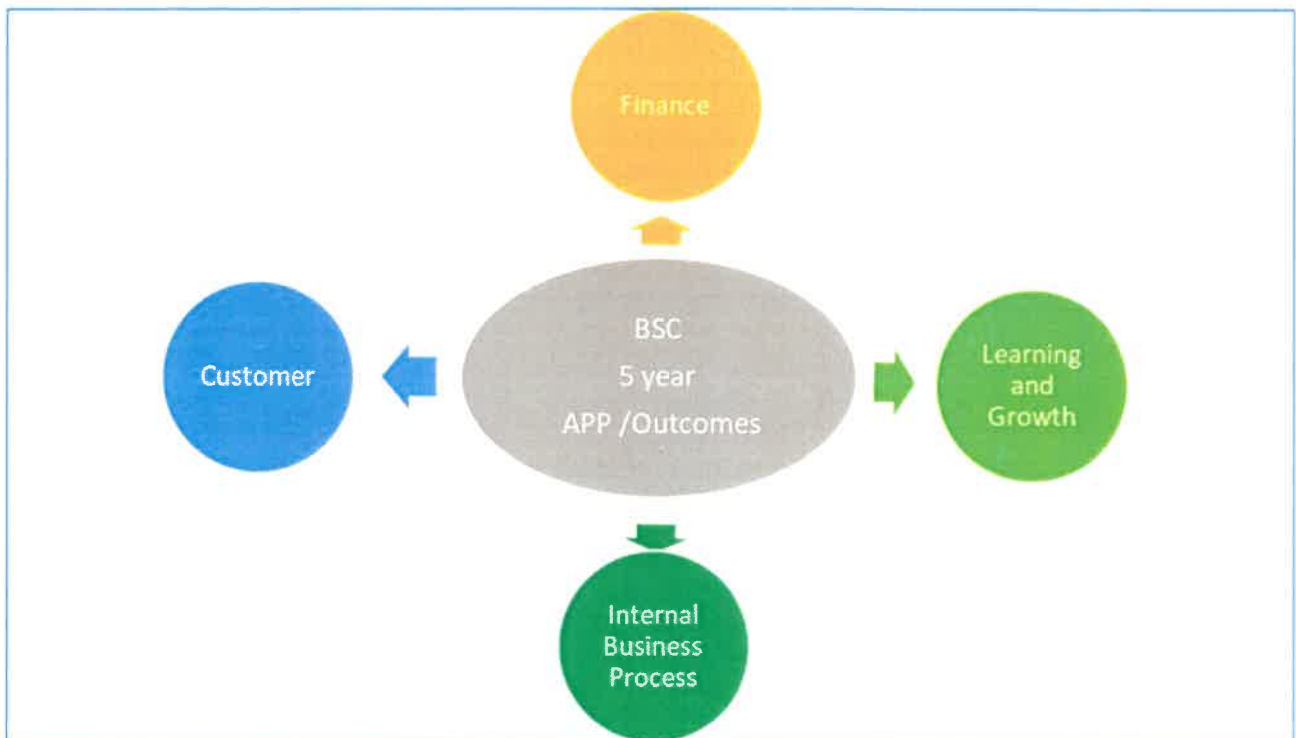 Finance
BSC
5 year
APP /Outcomes
Customer
Learning
and
Growth
Internal
Business
Process